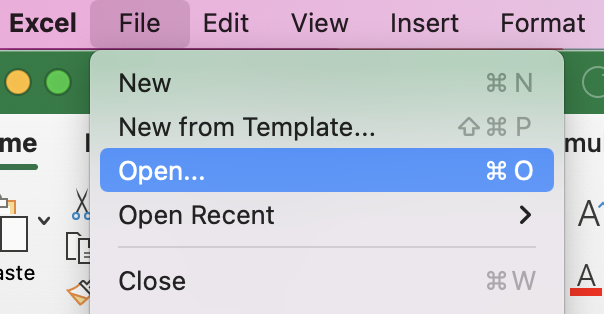 Excel File Edit View Insert Format
New ⌘ N
New from Template... ⇧ ⌘ P
Open... ⌘ O
Open Recent >
Close ⌘ W
me
mu
aste
A
A